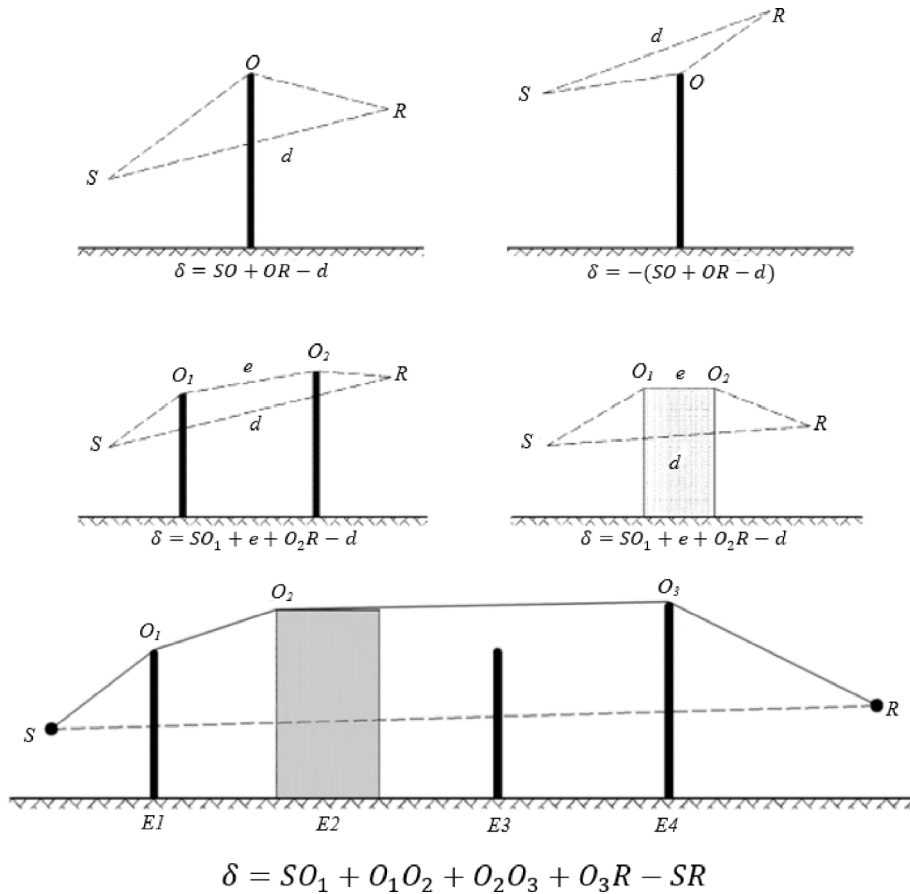 O
R
d
S
δ = SO + OR − d
R
d
S
O
δ = −(SO + OR − d)
O₂
e
O₁
R
d
S
δ = SO₁ + e + O₂R − d
O₁ e O₂
R
S
d
δ = SO₁ + e + O₂R − d
O₃
O₂
O₁
S
R
E1 E2 E3 E4
δ = SO₁ + O₁O₂ + O₂O₃ + O₃R − SR